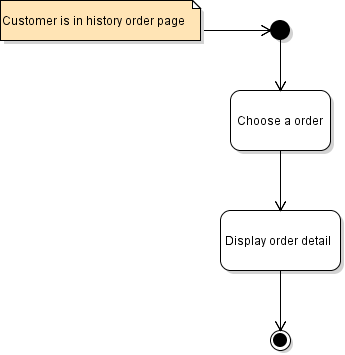 Customer is in history order page
Choose a order
Display order detail